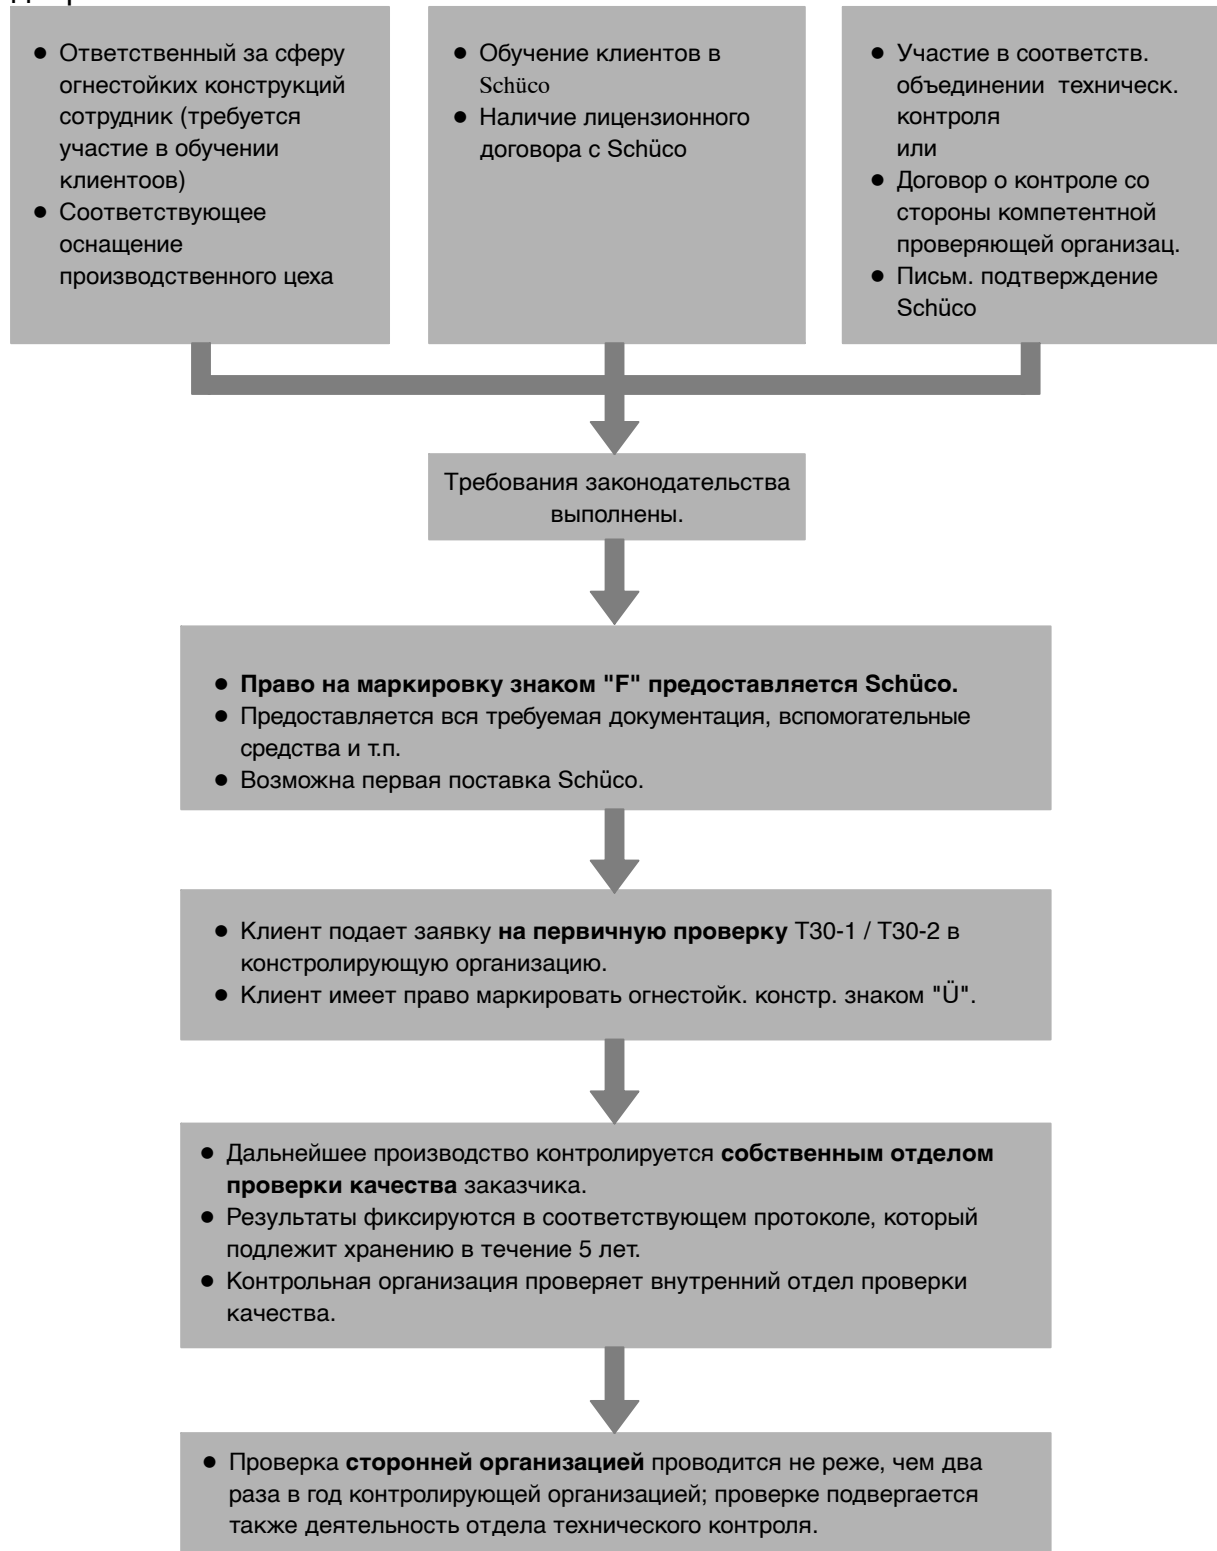 ● Ответственный за сферу
огнестойких конструкций
сотрудник (требуется
участие в обучении
клиентоов)
● Соответствующее
оснащение
производственного цеха
● Обучение клиентов в
Schüco
● Наличие лицензионного
договора с Schüco
● Участие в соответств.
объединении техническ.
контроля
или
● Договор о контроле со
стороны компетентной
проверяющей организац.
● Письм. подтверждение
Schüco
Требования законодательства
выполнены.
● Право на маркировку знаком "F" предоставляется Schüco.
● Предоставляется вся требуемая документация, вспомогательные
средства и т.п.
● Возможна первая поставка Schüco.
● Клиент подает заявку на первичную проверку T30-1 / T30-2 в
констролирующую организацию.
● Клиент имеет право маркировать огнестойк. констр. знаком "Ü".
● Дальнейшее производство контролируется собственным отделом
проверки качества заказчика.
● Результаты фиксируются в соответствующем протоколе, который
подлежит хранению в течение 5 лет.
● Контрольная организация проверяет внутренний отдел проверки
качества.
● Проверка сторонней организацией проводится не реже, чем два
раза в год контролирующей организацией; проверке подвергается
также деятельность отдела технического контроля.